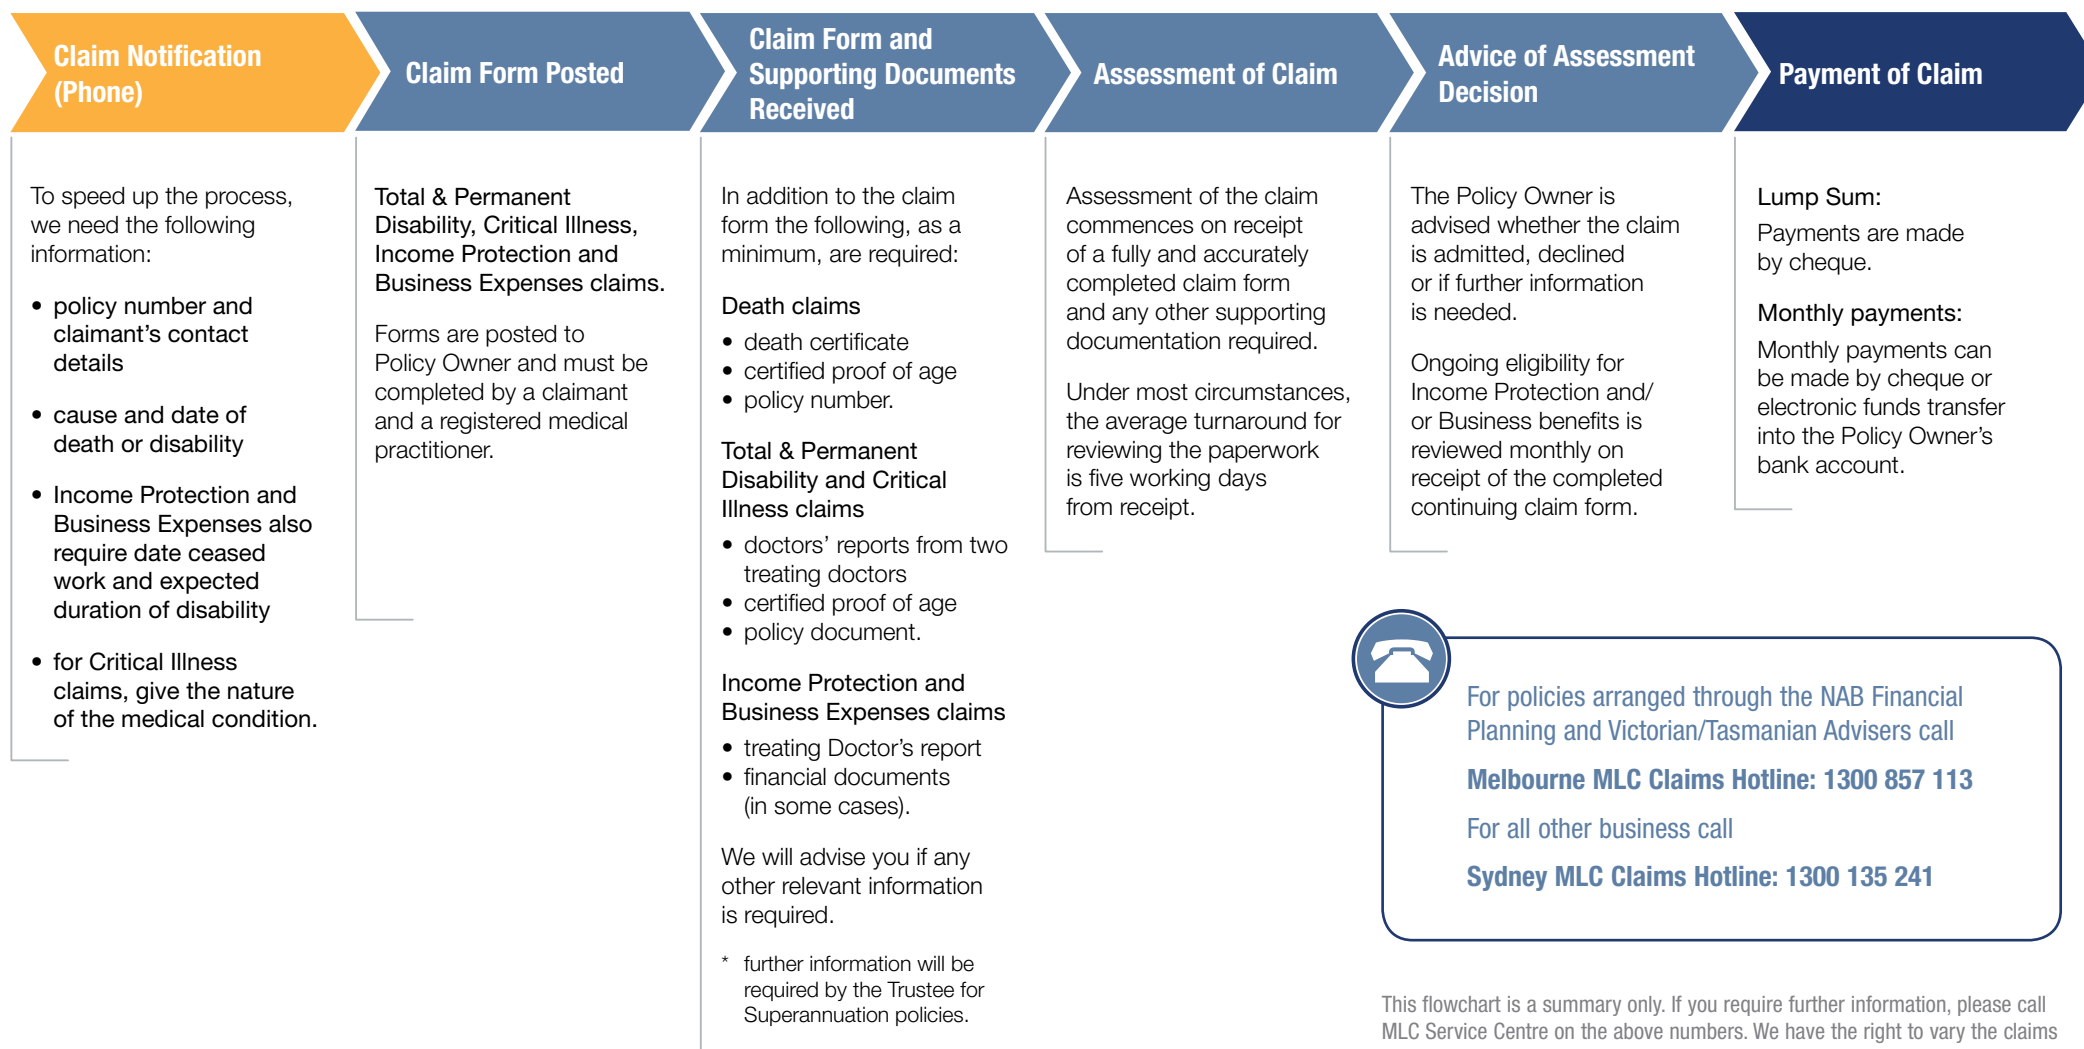 Claim Notification
(Phone)
Claim Form Posted
Claim Form and
Supporting Documents
Received
Assessment of Claim
Advice of Assessment
Decision
Payment of Claim
To speed up the process,
we need the following
information:
• policy number and
claimant’s contact
details
• cause and date of
death or disability
• Income Protection and
Business Expenses also
require date ceased
work and expected
duration of disability
• for Critical Illness
claims, give the nature
of the medical condition.
Total & Permanent
Disability, Critical Illness,
Income Protection and
Business Expenses claims.
Forms are posted to
Policy Owner and must be
completed by a claimant
and a registered medical
practitioner.
In addition to the claim
form the following, as a
minimum, are required:
Death claims
• death certificate
• certified proof of age
• policy number.
Total & Permanent
Disability and Critical
Illness claims
• doctors’ reports from two
treating doctors
• certified proof of age
• policy document.
Income Protection and
Business Expenses claims
• treating Doctor’s report
• financial documents
(in some cases).
We will advise you if any
other relevant information
is required.
* further information will be
required by the Trustee for
Superannuation policies.
Assessment of the claim
commences on receipt
of a fully and accurately
completed claim form
and any other supporting
documentation required.
Under most circumstances,
the average turnaround for
reviewing the paperwork
is five working days
from receipt.
The Policy Owner is
advised whether the claim
is admitted, declined
or if further information
is needed.
Ongoing eligibility for
Income Protection and/
or Business benefits is
reviewed monthly on
receipt of the completed
continuing claim form.
Lump Sum:
Payments are made
by cheque.
Monthly payments:
Monthly payments can
be made by cheque or
electronic funds transfer
into the Policy Owner’s
bank account.
For policies arranged through the NAB Financial
Planning and Victorian/Tasmanian Advisers call
Melbourne MLC Claims Hotline: 1300 857 113
For all other business call
Sydney MLC Claims Hotline: 1300 135 241
This flowchart is a summary only. If you require further information, please call
MLC Service Centre on the above numbers. We have the right to vary the claims